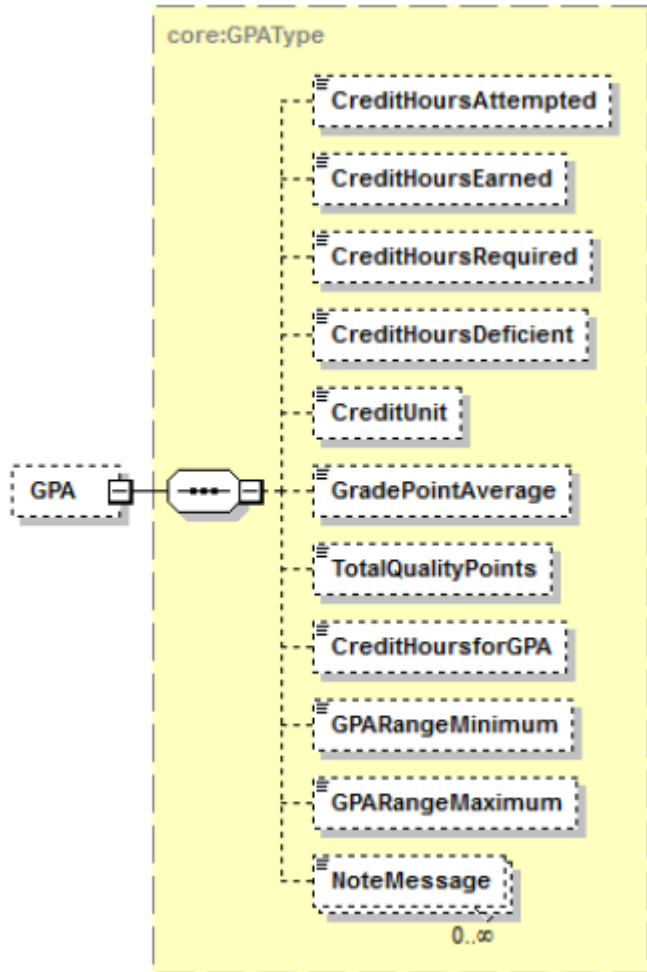 core:GPAType
CreditHoursAttempted
CreditHoursEarned
CreditHoursRequired
CreditHoursDeficient
CreditUnit
GPA
GradePointAverage
TotalQualityPoints
CreditHoursforGPA
GPARangeMinimum
GPARangeMaximum
NoteMessage
0..∞